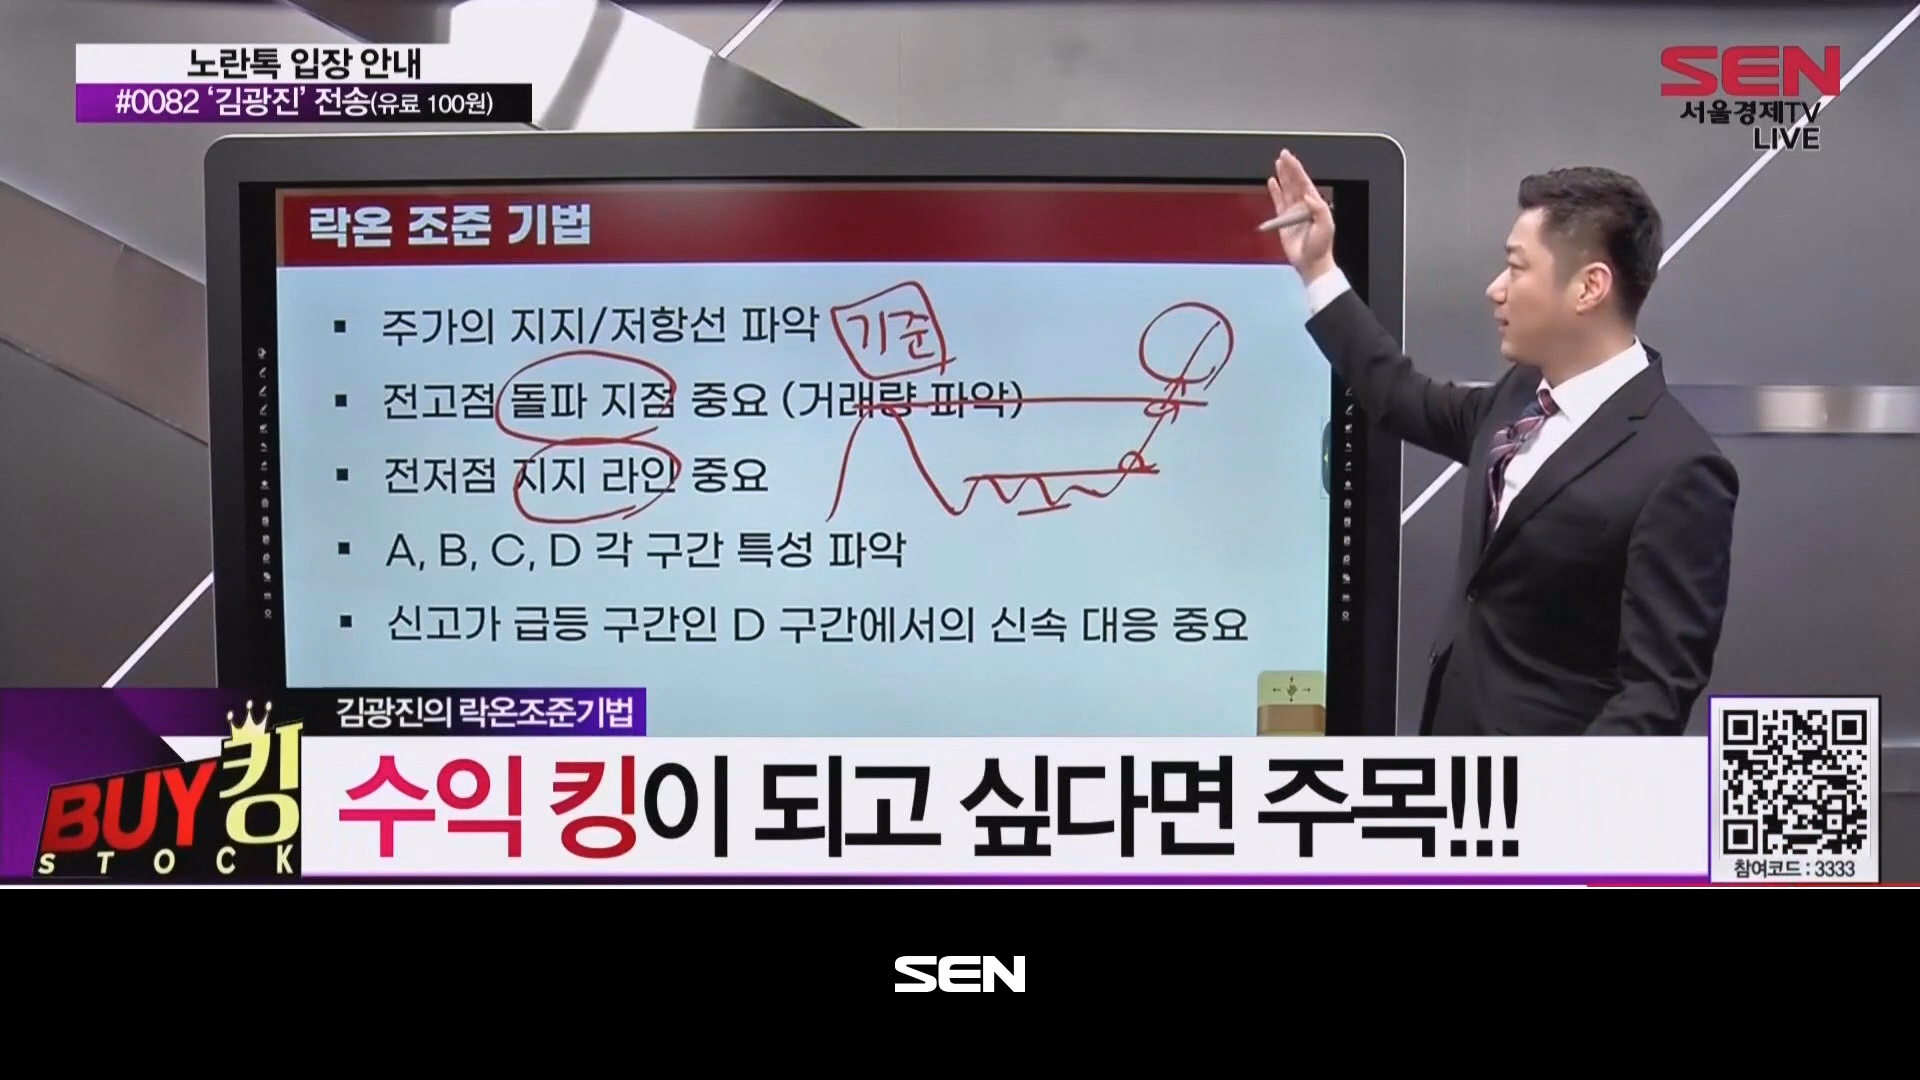 노란톡 입장 안내
#0082 ‘김광진’ 전송(유료 100원)
SEN
서울경제TV
LIVE
락온 조준 기법
▪ 주가의 지지/저항선 파악 기준
▪ 전고점 돌파 지점 중요 (거래량 파악)
▪ 전저점 지지 라인 중요
▪ A, B, C, D 각 구간 특성 파악
▪ 신고가 급등 구간인 D 구간에서의 신속 대응 중요
김광진의 락온조준기법
BUY킹
STOCK
수익 킹이 되고 싶다면 주목!!!
참여코드 : 3333
SEN